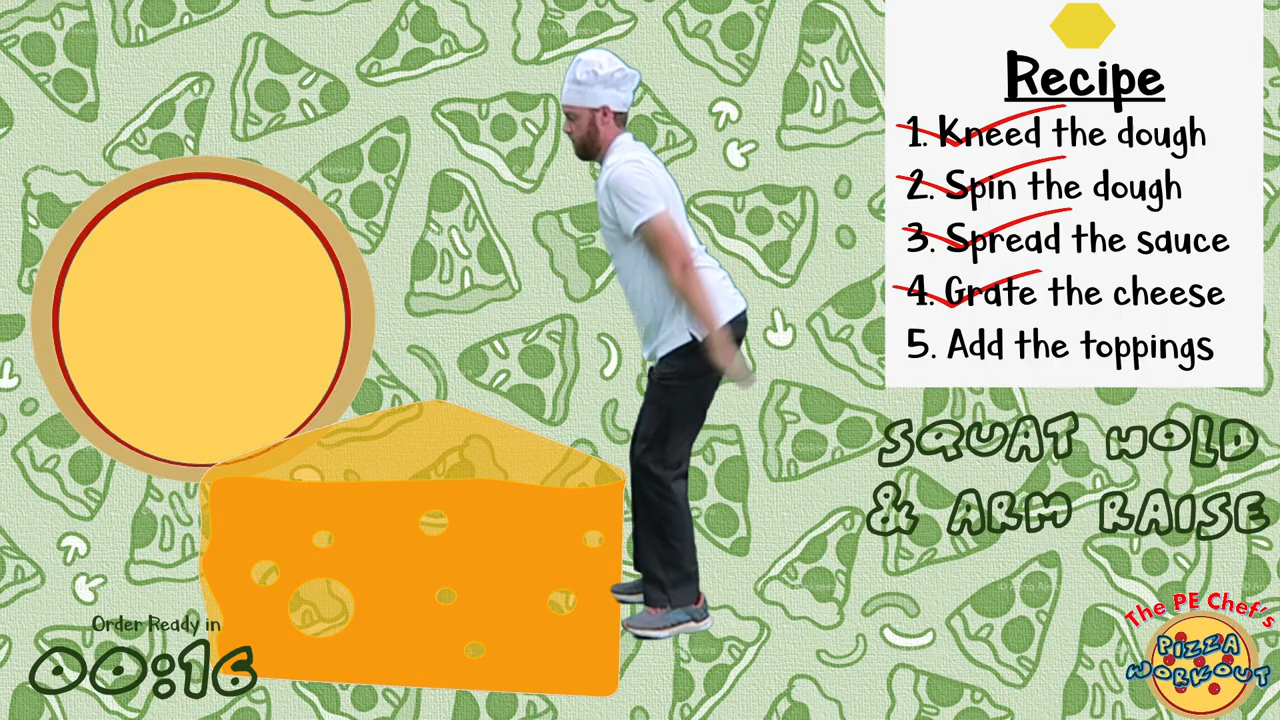 Recipe
1. Kneed the dough
2. Spin the dough
3. Spread the sauce
4. Grate the cheese
5. Add the toppings
SQUAT HOLD
& ARM RAISE
Order Ready in
00:16
The PE Chef's
PIZZA
WORKOUT